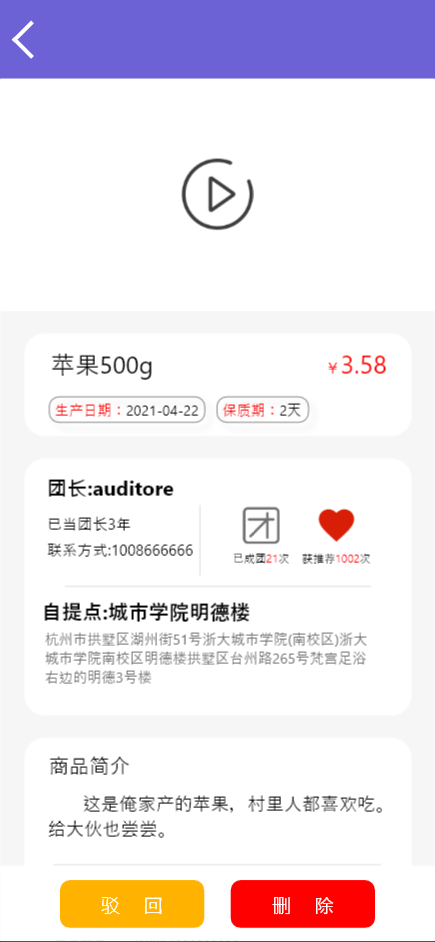 苹果500g ￥3.58
生产日期：2021-04-22 保质期：2天
团长:auditore
已当团长3年
联系方式:1008666666
团
已成团21次 获推荐1002次
自提点:城市学院明德楼
杭州市拱墅区湖州街51号浙大城市学院(南校区)浙大
城市学院南校区明德楼拱墅区台州路265号梵宫足浴
右边的明德3号楼
商品简介
这是俺家产的苹果，村里人都喜欢吃。
给大伙也尝尝。
驳 回 删 除